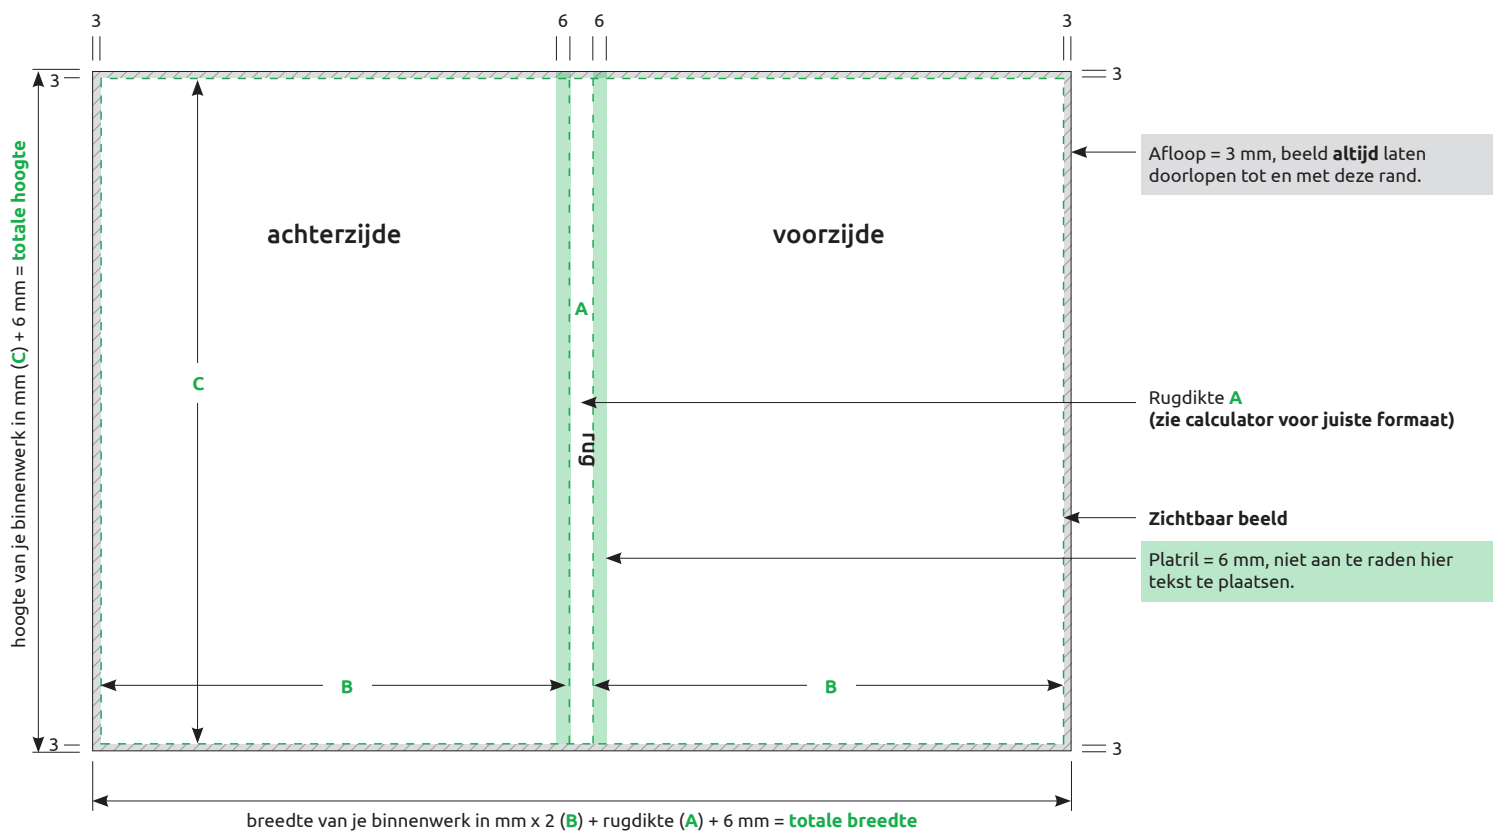 3
6
6
3
3
3
achterzijde
voorzijde
Afloop = 3 mm, beeld altijd laten
doorlopen tot en met deze rand.
hoogte van je binnenwerk in mm (C) + 6 mm = totale hoogte
A
C
Rugdikte A
(zie calculator voor juiste formaat)
rug
Zichtbaar beeld
Platril = 6 mm, niet aan te raden hier
tekst te plaatsen.
B
B
3
3
breedte van je binnenwerk in mm x 2 (B) + rugdikte (A) + 6 mm = totale breedte